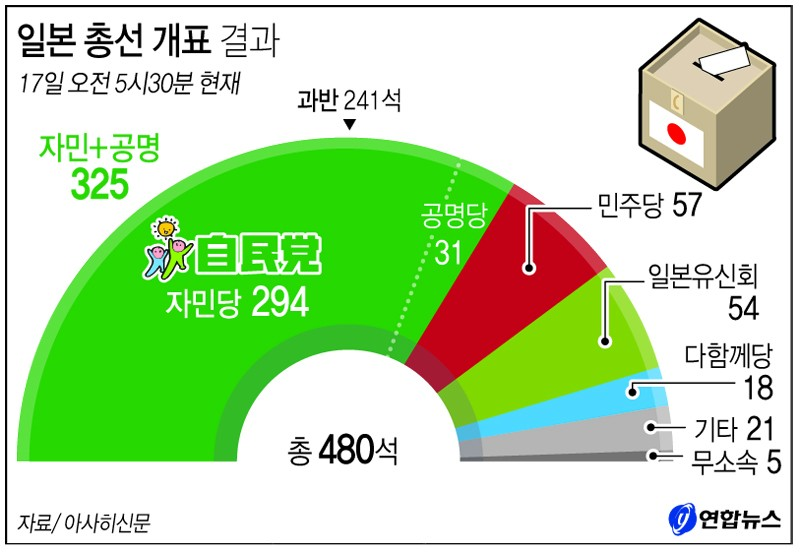 일본 총선 개표 결과
17일 오전 5시30분 현재
과반 241석
자민+공명
325
공명당
31
自民党
자민당 294
민주당 57
일본유신회
54
다함께당
18
기타 21
무소속 5
총 480석
자료/ 아사히신문
연합뉴스